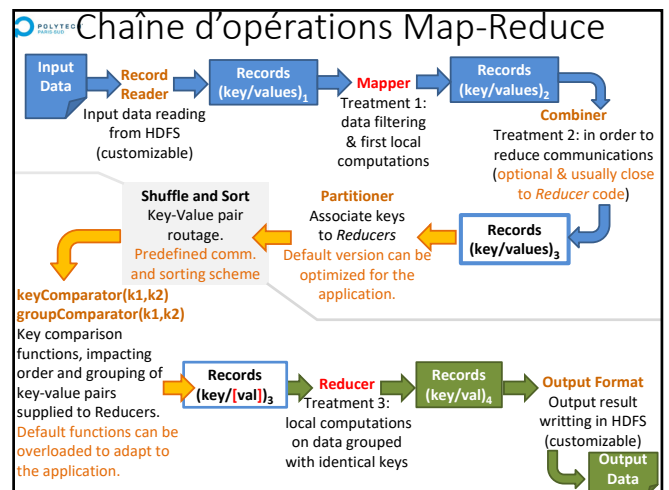 POLYTECH
PARIS-SUD
Chaîne d’opérations Map-Reduce
Input
Data
Record
Reader
Input data reading
from HDFS
(customizable)
Records
(key/values)1
Mapper
Treatment 1:
data filtering
& first local
computations
Records
(key/values)2
Combiner
Treatment 2: in order to
reduce communications
(optional & usually close
to Reducer code)
Records
(key/values)3
Partitioner
Associate keys
to Reducers
Default version can be
optimized for the
application.
Shuffle and Sort
Key-Value pair
routage.
Predefined comm.
and sorting scheme
keyComparator(k1,k2)
groupComparator(k1,k2)
Key comparison
functions, impacting
order and grouping of
key-value pairs
supplied to Reducers.
Default functions can be
overloaded to adapt to
the application.
Records
(key/[val])3
Reducer
Treatment 3:
local computations
on data grouped
with identical keys
Records
(key/val)4
Output Format
Output result
writting in HDFS
(customizable)
Output
Data